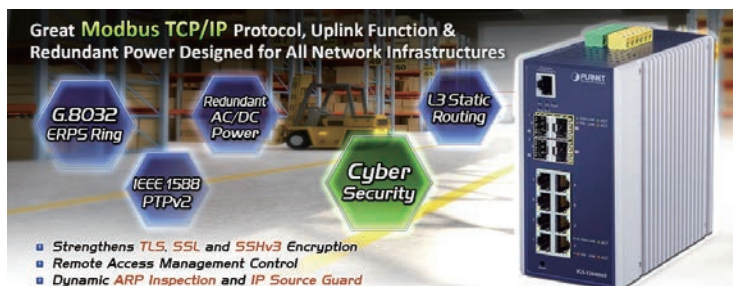 Great Modbus TCP/IP Protocol, Uplink Function &
Redundant Power Designed for All Network Infrastructures
G.8032
ERPS Ring
Redundant
AC/DC
Power
L3 Static
Routing
IEEE 1588
PTPv2
Cyber
Security
PLANET
Strengthens TLS, SSL and SSHv3 Encryption
Remote Access Management Control
Dynamic ARP Inspection and IP Source Guard